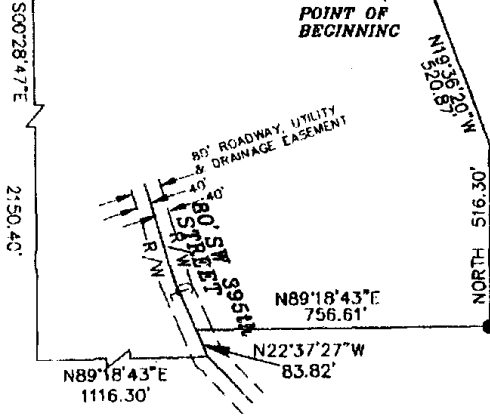 POINT OF
BEGINNING
S00°28'47"E
2150.40'
N19°36'20"W
520.87'
80' ROADWAY, UTILITY
& DRAINAGE EASEMENT
40'
40'
80' SW
STREET
R/W
R/W
NORTH 516.30'
N89°18'43"E
756.61'
N22°37'27"W
83.82'
N89°18'43"E
1116.30'